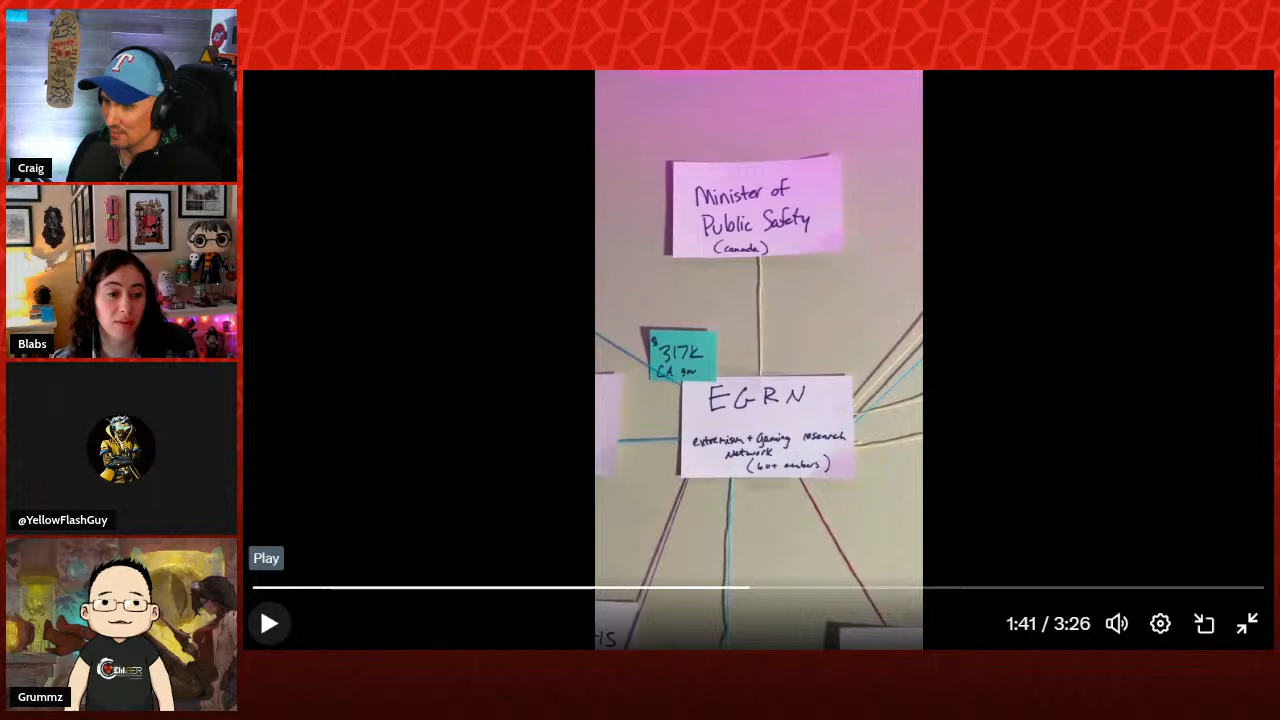 T
Craig
Blabs
@YellowFlashGuy
Grummz
Minister of
Public Safety
(Canada)
$317K
CA gov
EGRN
extremism + Gaming research
Network
(60+ members)
Play
1:41 / 3:26